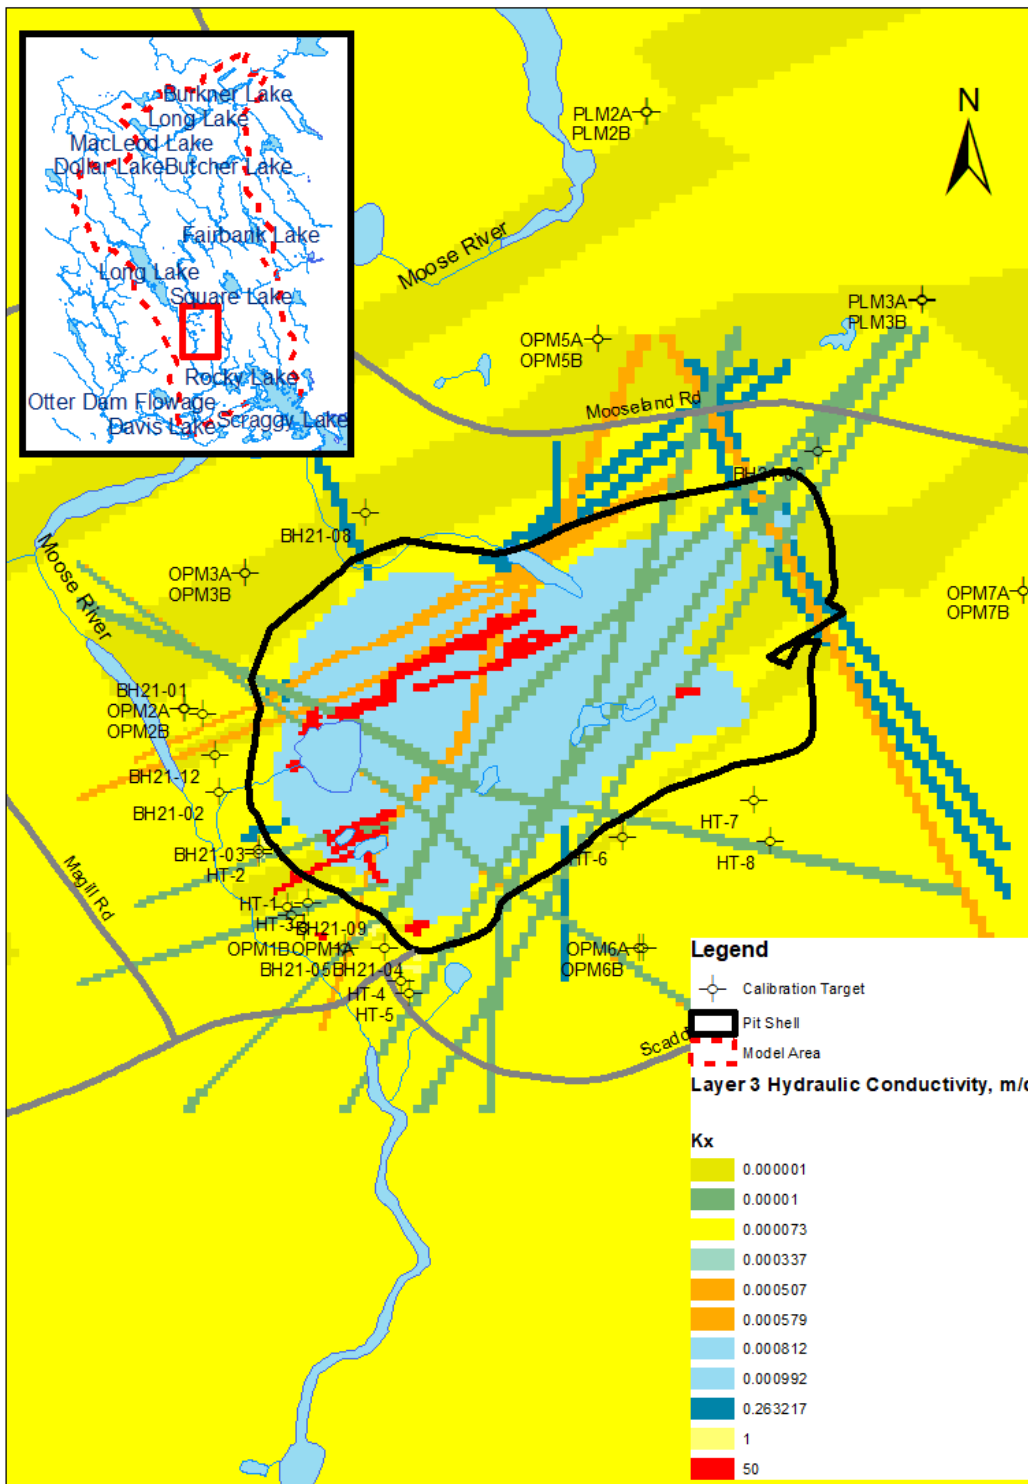 Burkner Lake
Long Lake
MacLeod Lake
Dollar Lake
Butcher Lake
Fairbank Lake
Long Lake
Square Lake
Rocky Lake
Otter Dam Flowage
Davis Lake
Scraggy Lake
N
PLM2A
PLM2B
Moose River
PLM3A
PLM3B
OPM5A
OPM5B
Mooseland Rd
BH21-08
Moose River
OPM3A
OPM3B
OPM7A
OPM7B
BH21-01
OPM2A
OPM2B
BH21-12
BH21-02
BH21-03
HT-2
Magill Rd
HT-7
HT-6
HT-8
HT-1
HT-3
BH21-09
OPM1B
OPM1A
BH21-05
BH21-04
HT-4
HT-5
OPM6A
OPM6B
Legend
Calibration Target
Pit Shell
Model Area
Layer 3 Hydraulic Conductivity,
Kx
0.000001
0.00001
0.000073
0.000337
0.000507
0.000579
0.000812
0.000992
0.263217
1
50